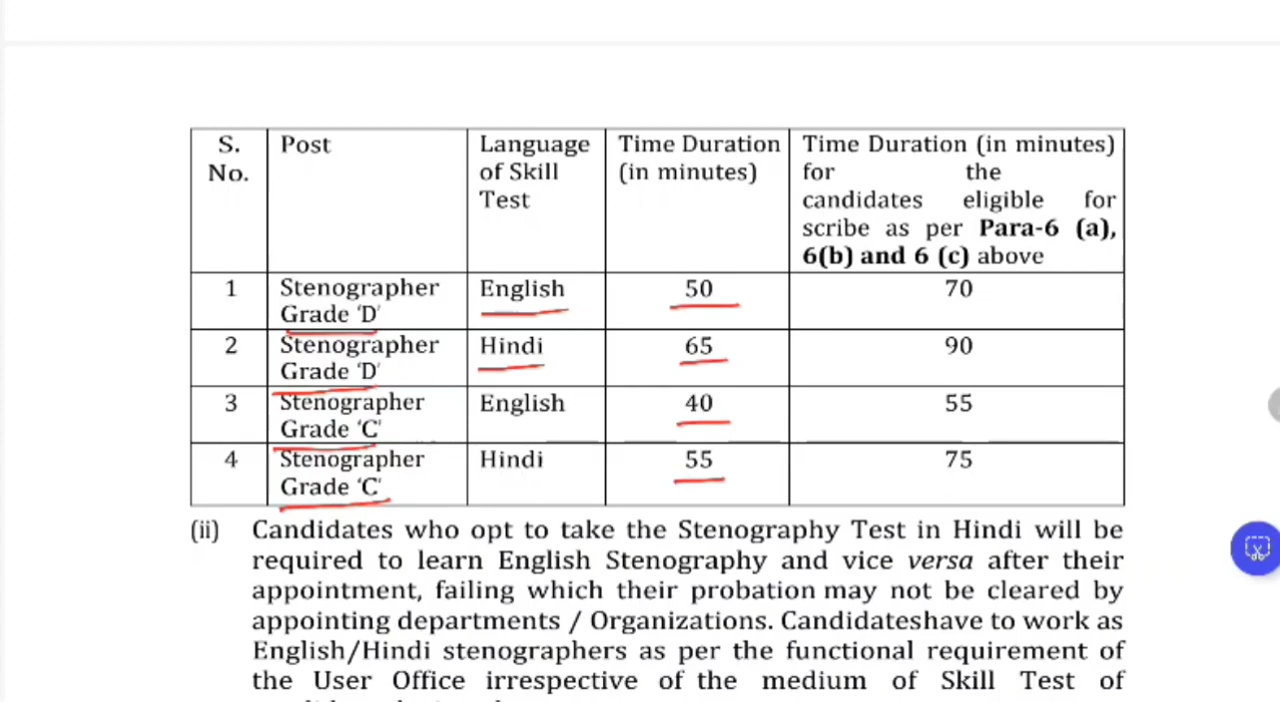 S. No. Post Language of Skill Test Time Duration (in minutes) Time Duration (in minutes) for the candidates eligible for scribe as per Para-6 (a), 6(b) and 6 (c) above
1 Stenographer Grade 'D' English 50 70
2 Stenographer Grade 'D' Hindi 65 90
3 Stenographer Grade 'C' English 40 55
4 Stenographer Grade 'C' Hindi 55 75
(ii) Candidates who opt to take the Stenography Test in Hindi will be
required to learn English Stenography and vice versa after their
appointment, failing which their probation may not be cleared by
appointing departments / Organizations. Candidateshave to work as
English/Hindi stenographers as per the functional requirement of
the User Office irrespective of the medium of Skill Test of